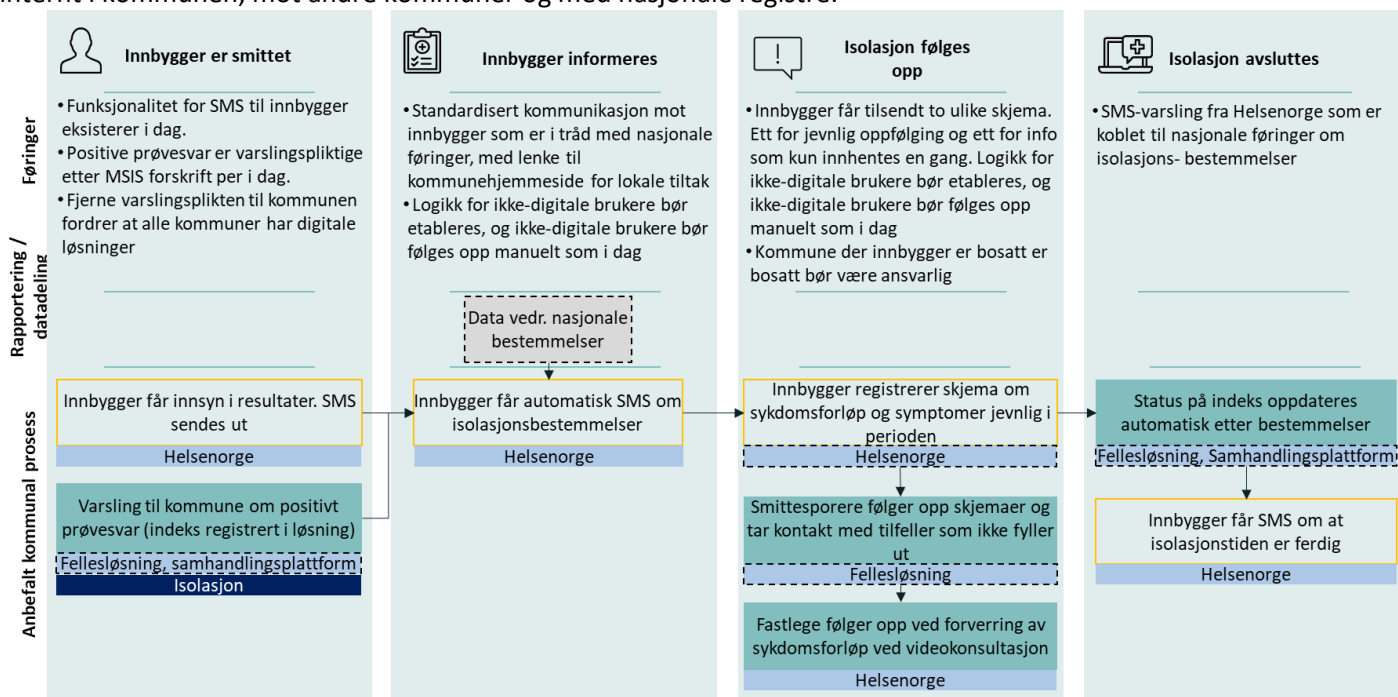 internt i kommunen, mot andre kommuner og med nasjonale registre.
Innbygger er smittet
Føringer
• Funksjonalitet for SMS til innbygger
eksisterer i dag.
• Positive prøvesvar er varslingspliktige
etter MSIS forskrift per i dag.
• Fjerne varslingsplikten til kommunen
fordrer at alle kommuner har digitale
løsninger
Innbygger informeres
• Standardisert kommunikasjon mot
innbygger som er i tråd med nasjonale
føringer, med lenke til
kommunehjemmeside for lokale tiltak
• Logikk for ikke-digitale brukere bør
etableres, og ikke-digitale brukere bør
følges opp manuelt som i dag
Isolasjon følges
opp
• Innbygger får tilsendt to ulike skjema.
Ett for jevnlig oppfølging og ett for info
som kun innhentes en gang. Logikk for
ikke-digitale brukere bør etableres, og
ikke-digitale brukere bør følges opp
manuelt som i dag
• Kommune der innbygger er bosatt er
bosatt bør være ansvarlig
Isolasjon avsluttes
• SMS-varsling fra Helsenorge som er
koblet til nasjonale føringer om
isolasjons- bestemmelser
Rapportering /
datadeling
Data vedr. nasjonale
bestemmelser
Anbefalt kommunal prosess
Innbygger får innsyn i resultater. SMS
sendes ut
Helsenorge
Varsling til kommune om positivt
prøvesvar (indeks registrert i løsning)
Fellesløsning, samhandlingsplattform
Isolasjon
Innbygger får automatisk SMS om
isolasjonsbestemmelser
Helsenorge
Innbygger registrerer skjema om
sykdomsforløp og symptomer jevnlig i
perioden
Helsenorge
Smittesporere følger opp skjemaer og
tar kontakt med tilfeller som ikke fyller
ut
Fellesløsning
Fastlege følger opp ved forverring av
sykdomsforløp ved videokonsultasjon
Helsenorge
Status på indeks oppdateres
automatisk etter bestemmelser
Fellesløsning, Samhandlingsplattform
Innbygger får SMS om at
isolasjonstiden er ferdig
Helsenorge